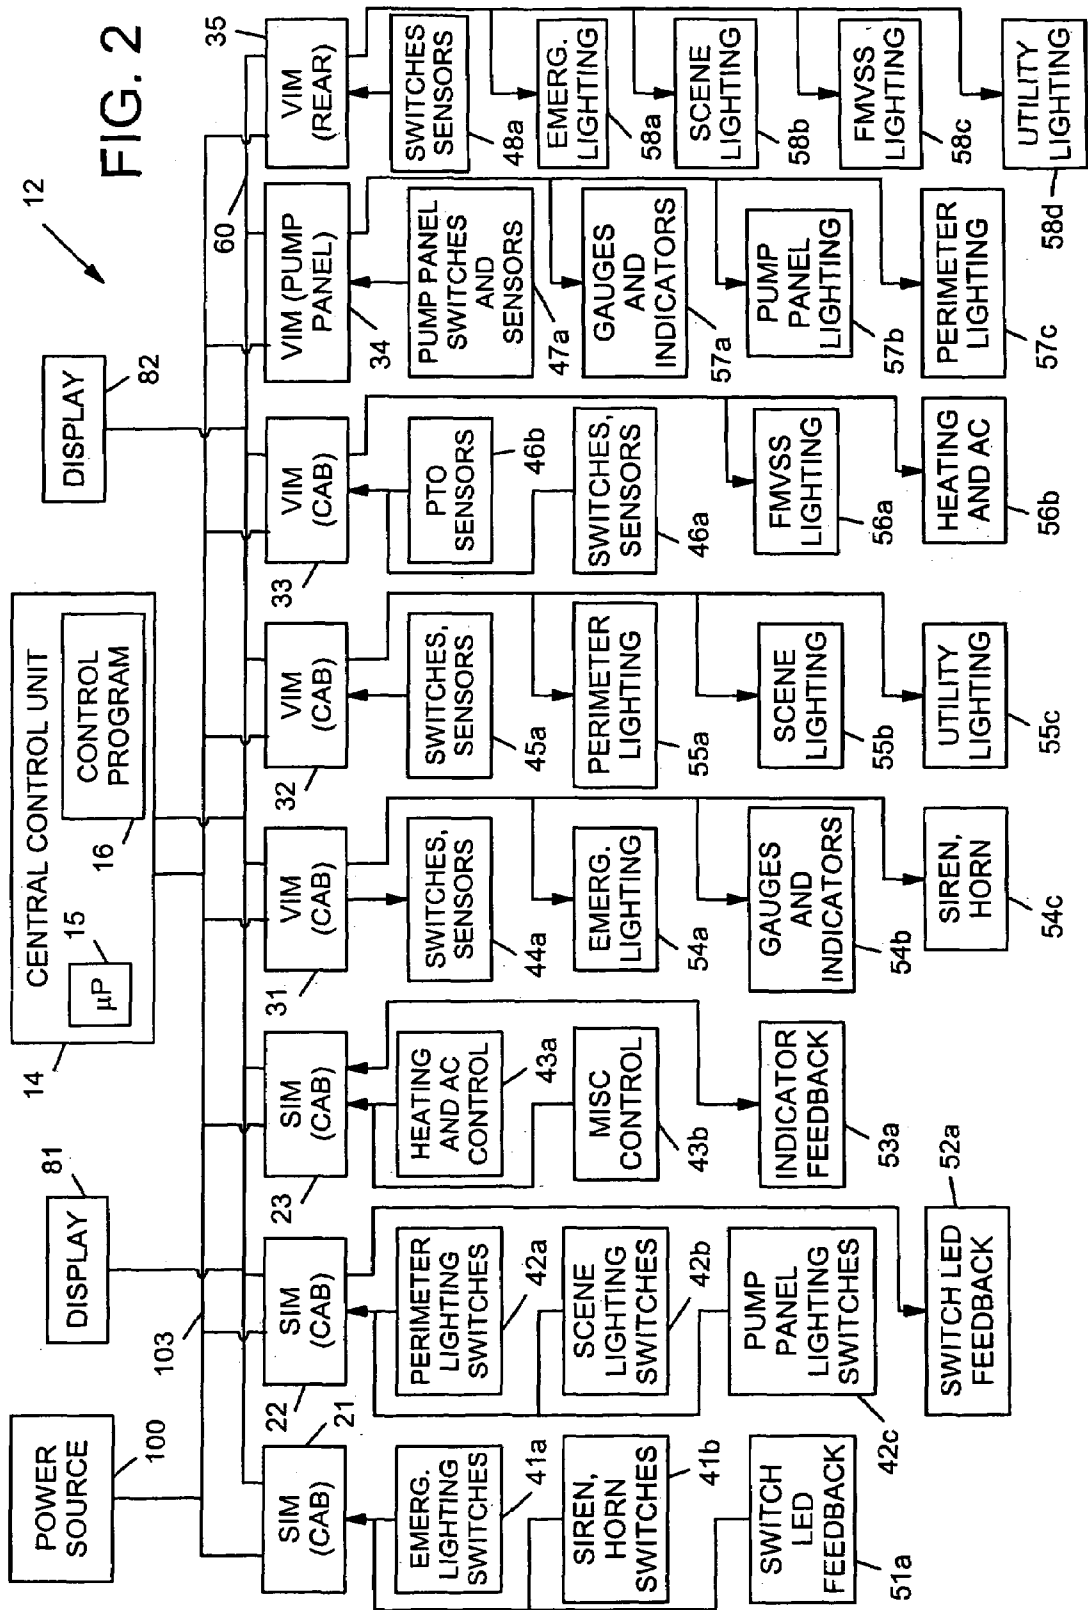 FIG. 2
12
POWER
SOURCE
100
103
DISPLAY
81
CENTRAL CONTROL UNIT
14
µP
15
CONTROL
PROGRAM
16
DISPLAY
82
60
SIM
(CAB)
21
EMERG.
LIGHTING
SWITCHES
41a
SIREN,
HORN
SWITCHES
41b
SWITCH
LED
FEEDBACK
51a
SIM
(CAB)
22
PERIMETER
LIGHTING
SWITCHES
42a
SCENE
LIGHTING
SWITCHES
42b
PUMP
PANEL
LIGHTING
SWITCHES
42c
SWITCH LED
FEEDBACK
52a
SIM
(CAB)
23
HEATING
AND AC
CONTROL
43a
MISC
CONTROL
43b
INDICATOR
FEEDBACK
53a
VIM
(CAB)
31
SWITCHES,
SENSORS
44a
EMERG.
LIGHTING
54a
GAUGES
AND
INDICATORS
54b
SIREN,
HORN
54c
VIM
(CAB)
32
SWITCHES,
SENSORS
45a
PERIMETER
LIGHTING
55a
SCENE
LIGHTING
55b
UTILITY
LIGHTING
55c
VIM
(CAB)
33
PTO
SENSORS
46b
SWITCHES,
SENSORS
46a
FMVSS
LIGHTING
56a
HEATING
AND AC
56b
VIM (PUMP
PANEL)
34
PUMP PANEL
SWITCHES
AND
SENSORS
47a
GAUGES
AND
INDICATORS
57a
PUMP
PANEL
LIGHTING
57b
PERIMETER
LIGHTING
57c
VIM
(REAR)
35
SWITCHES
SENSORS
48a
EMERG.
LIGHTING
58a
SCENE
LIGHTING
58b
FMVSS
LIGHTING
58c
UTILITY
LIGHTING
58d